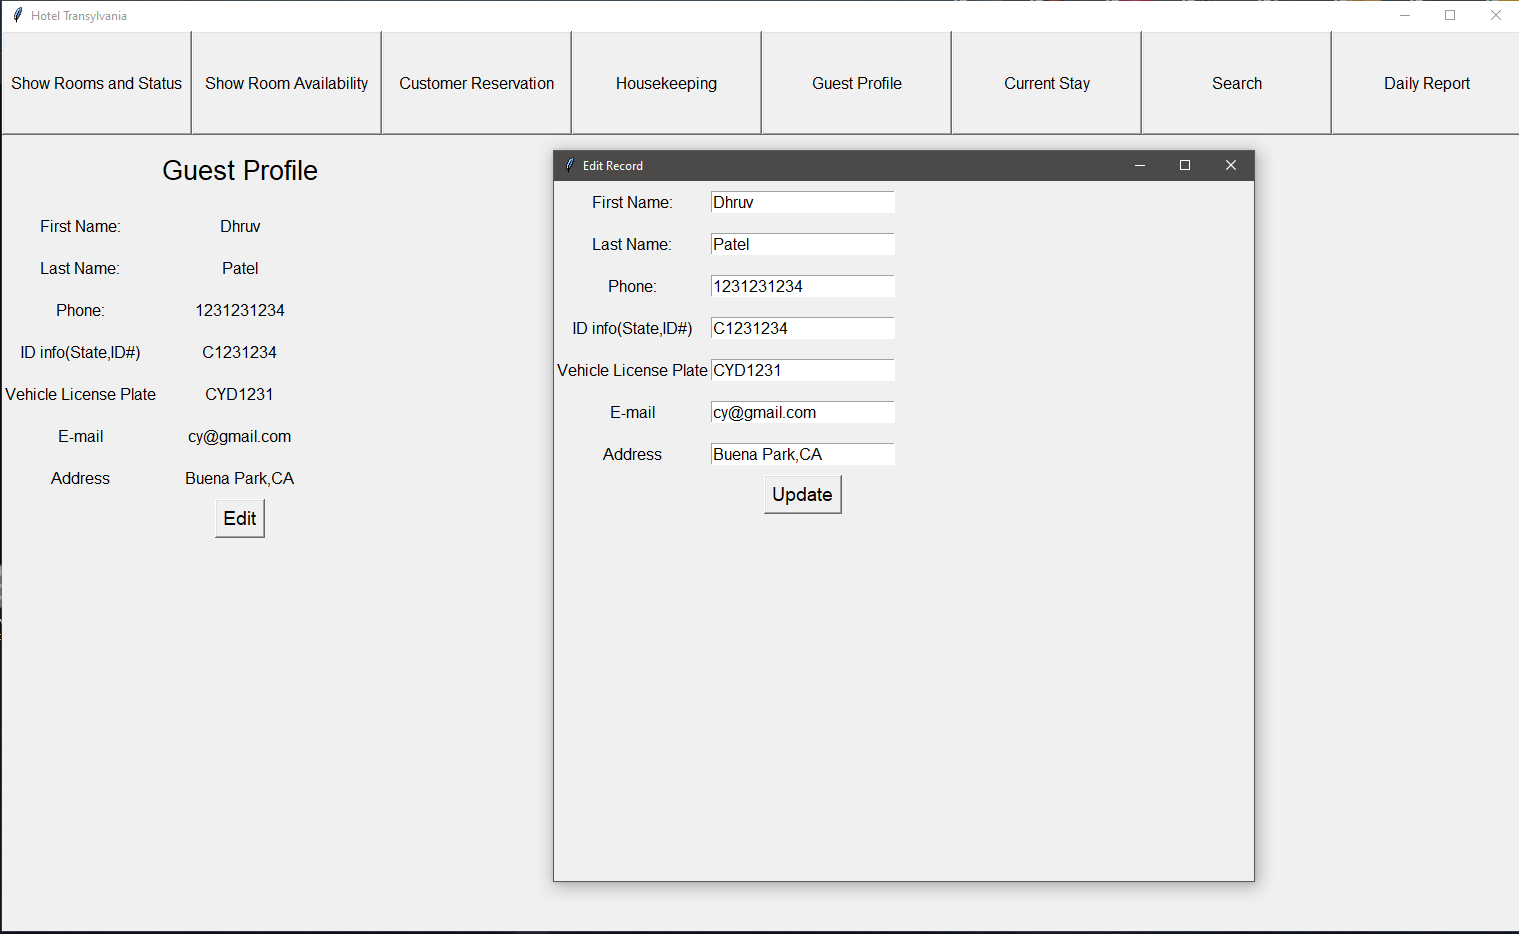 Hotel Transylvania
Show Rooms and Status Show Room Availability Customer Reservation Housekeeping Guest Profile Current Stay Search Daily Report
Guest Profile
First Name: Dhruv
Last Name: Patel
Phone: 1231231234
ID info(State,ID#) C1231234
Vehicle License Plate CYD1231
E-mail cy@gmail.com
Address Buena Park,CA
Edit
Edit Record
First Name: Dhruv
Last Name: Patel
Phone: 1231231234
ID info(State,ID#) C1231234
Vehicle License Plate CYD1231
E-mail cy@gmail.com
Address Buena Park,CA
Update